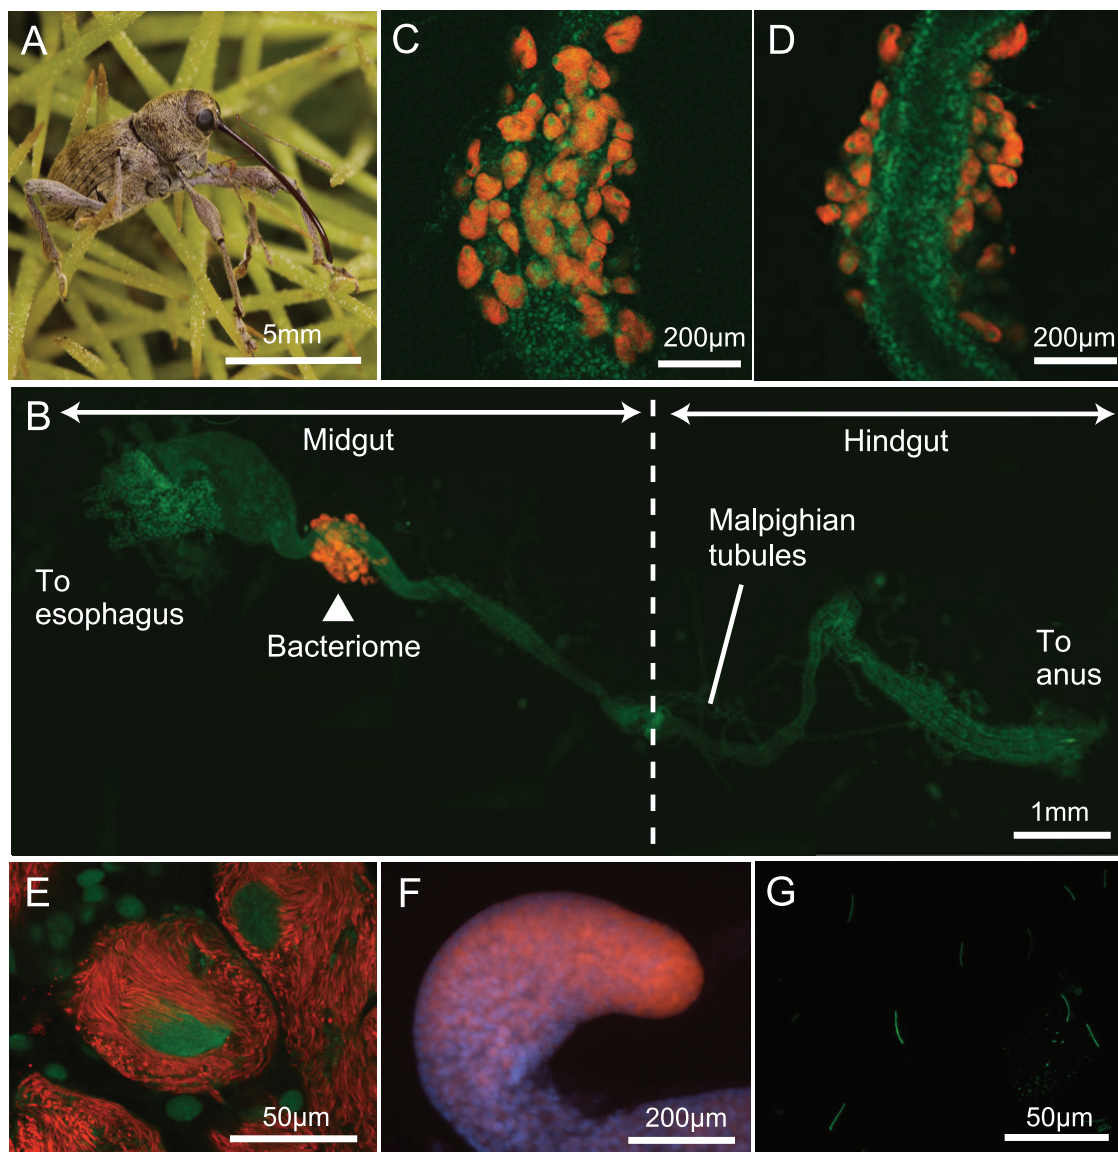 A
5mm
C
200μm
D
200μm
B
Midgut
Hindgut
Malpighian
tubules
To
esophagus
Bacteriome
To
anus
1mm
E
50μm
F
200μm
G
50μm